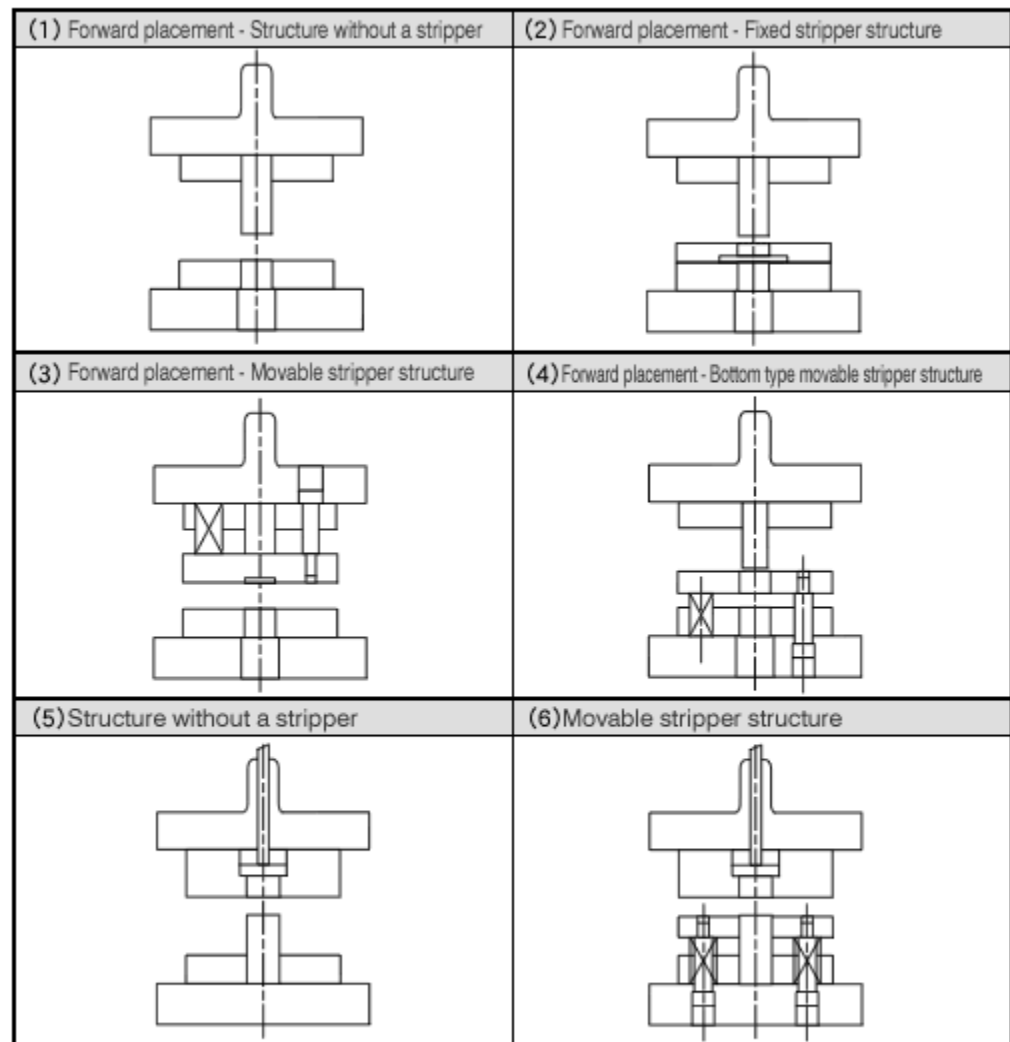 (1) Forward placement - Structure without a stripper
(2) Forward placement - Fixed stripper structure
(3) Forward placement - Movable stripper structure
(4) Forward placement - Bottom type movable stripper structure
(5) Structure without a stripper
(6) Movable stripper structure